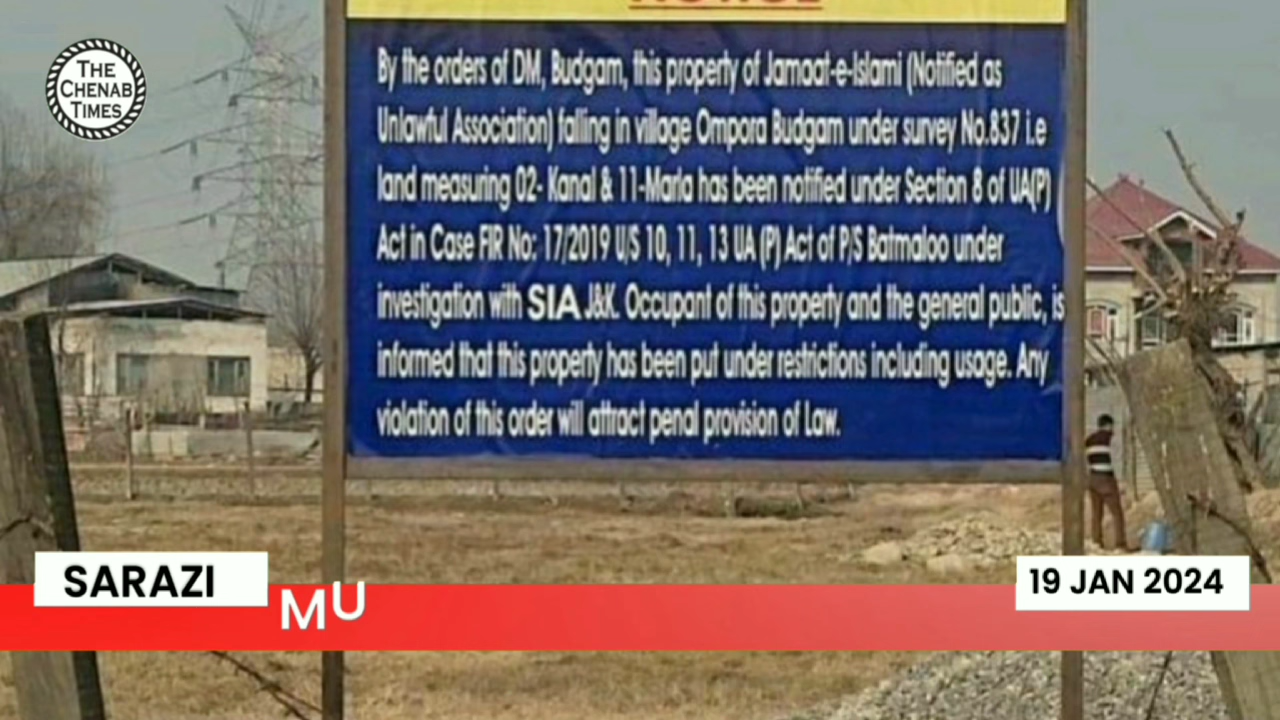 THE
CHENAB
TIMES
NOTICE
By the orders of DM, Budgam, this property of Jamaat-e-Islami (Notified as
Unlawful Association) falling in village Ompora Budgam under survey No.837 i.e
land measuring 02- Kanal & 11-Marla has been notified under Section 8 of UA(P)
Act in Case FIR No: 17/2019 U/S 10, 11, 13 UA (P) Act of P/S Batmaloo under
investigation with SIA J&K. Occupant of this property and the general public, is
informed that this property has been put under restrictions including usage. Any
violation of this order will attract penal provision of Law.
SARAZI
MU
19 JAN 2024